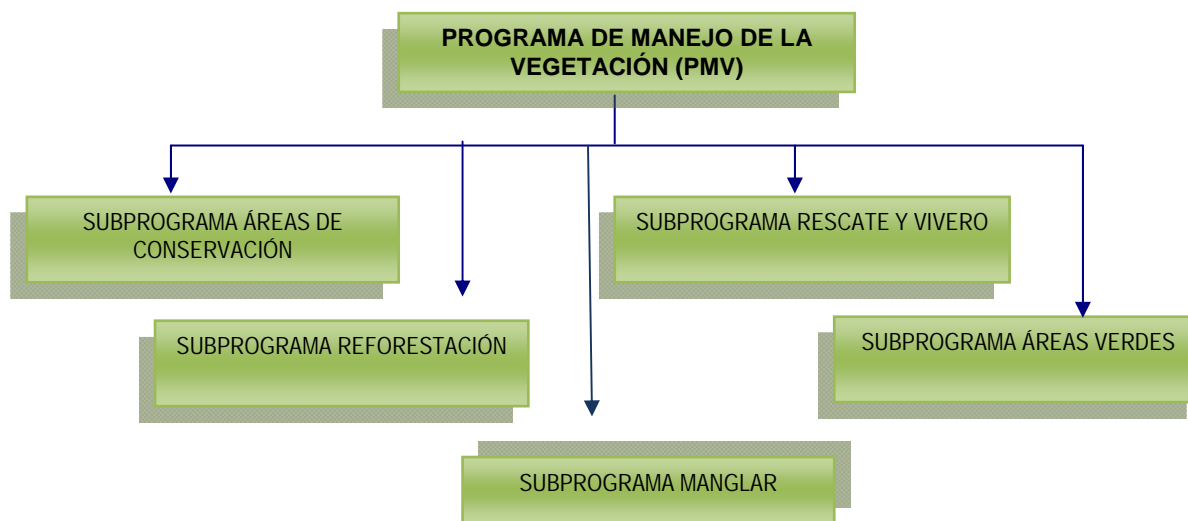 PROGRAMA DE MANEJO DE LA
VEGETACIÓN (PMV)
SUBPROGRAMA ÁREAS DE
CONSERVACIÓN
SUBPROGRAMA RESCATE Y VIVERO
SUBPROGRAMA REFORESTACIÓN
SUBPROGRAMA ÁREAS VERDES
SUBPROGRAMA MANGLAR